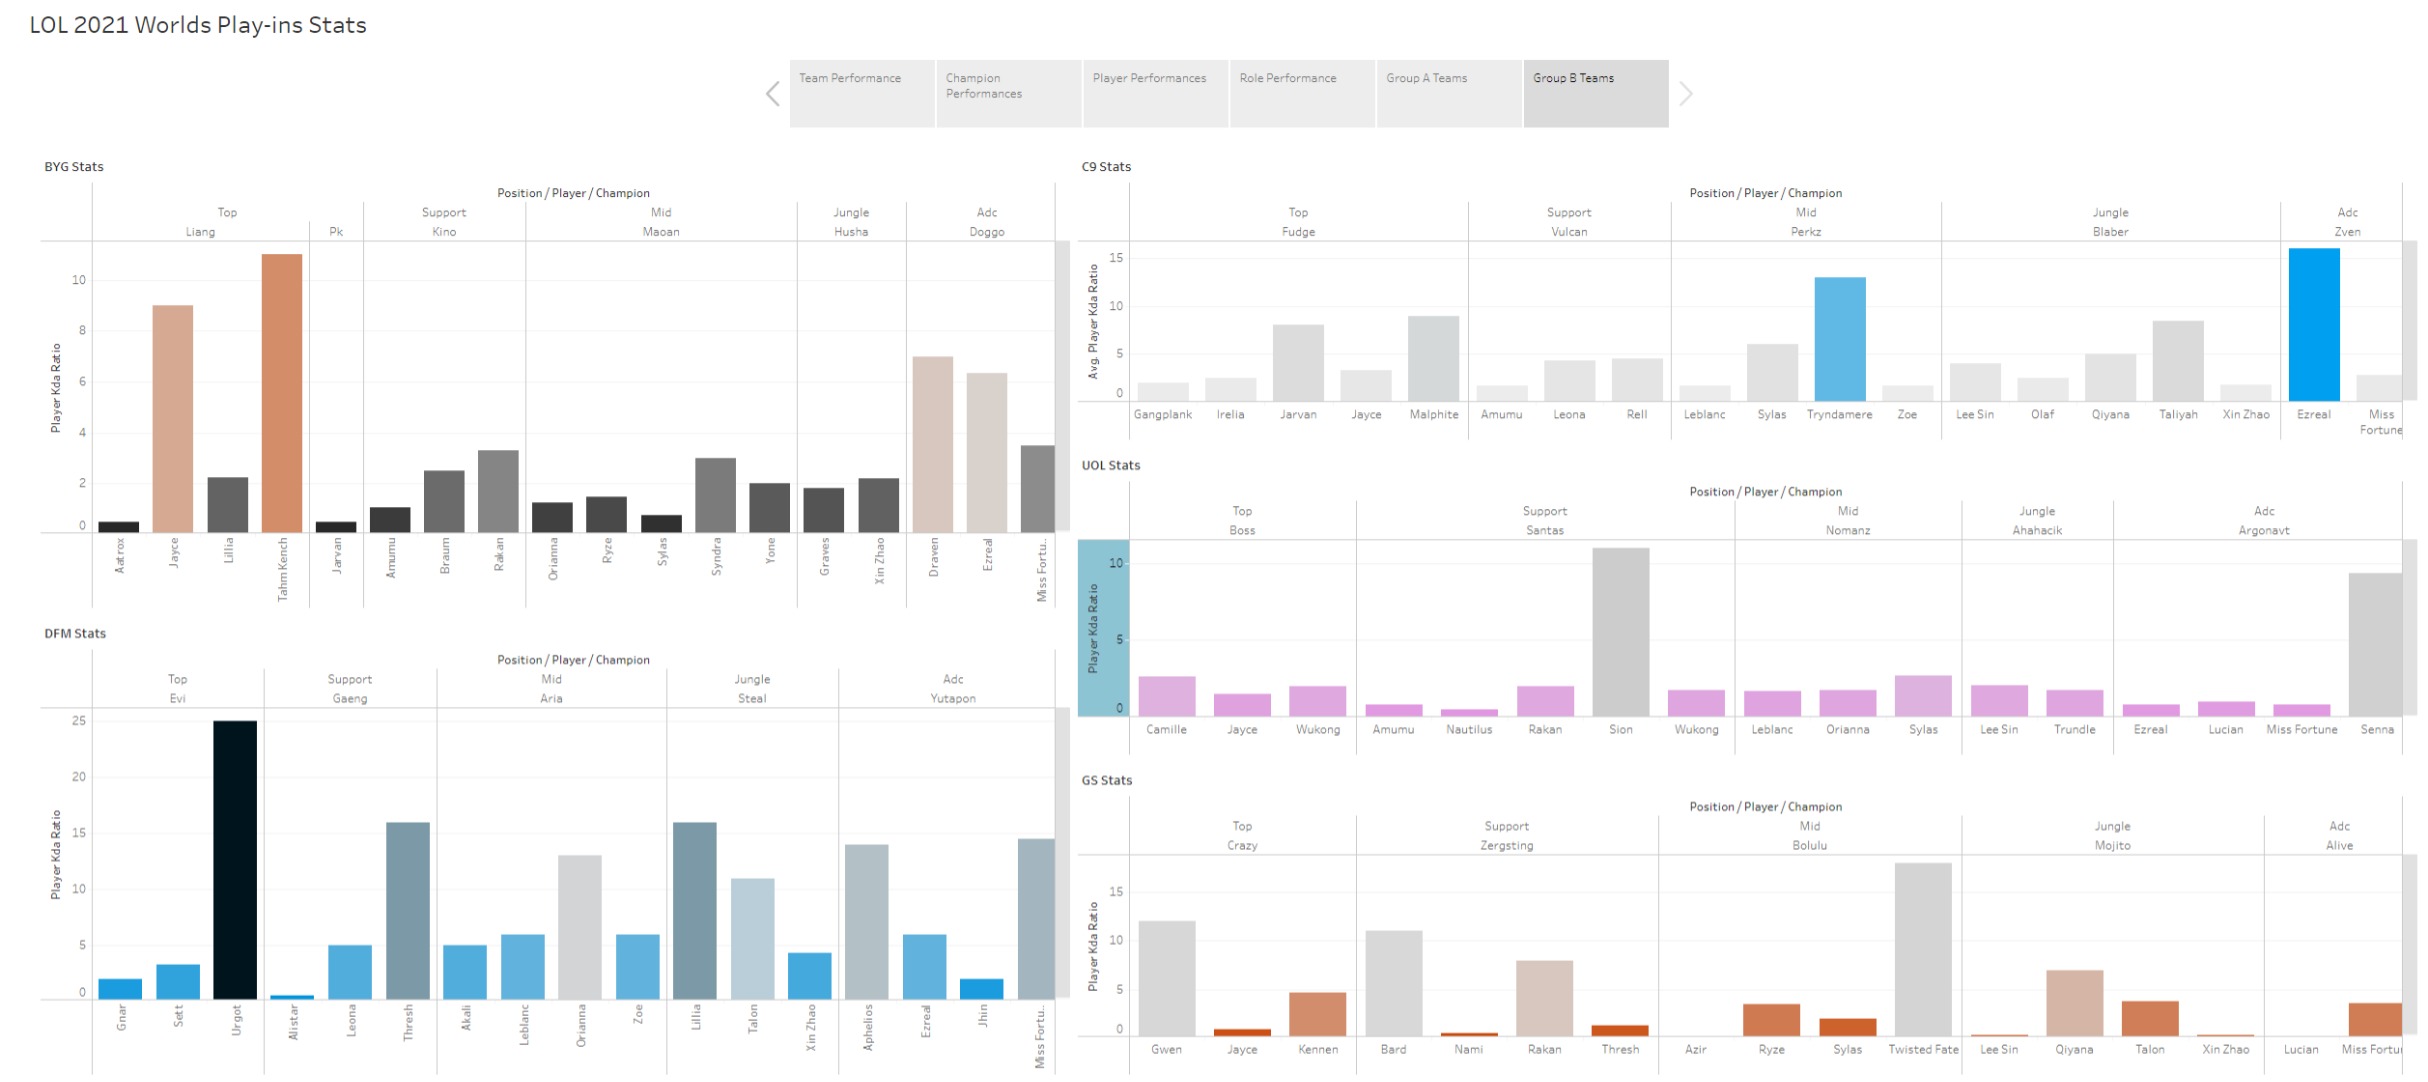 LOL 2021 Worlds Play-ins Stats
Team Performance
Champion
Performances
Player Performances
Role Performance
Group A Teams
Group B Teams
BYG Stats
Position / Player / Champion
Top Support Mid Jungle Adc
Liang Pk Kino Maoan Husha Doggo
Player Kda Ratio
10
8
6
4
2
0
Aatrox Jayce Lillia Tahm Kench Jarvan Amumu Braum Rakan Orianna Ryze Sylas Syndra Yone Graves Xin Zhao Draven Ezreal Miss Fortu..
DFM Stats
Position / Player / Champion
Top Support Mid Jungle Adc
Evi Gaeng Aria Steal Yutapon
Player Kda Ratio
25
20
15
10
5
0
Gnar Sett Urgot Alistar Leona Thresh Akali Leblanc Orianna Zoe Lillia Talon Xin Zhao Aphelios Ezreal Jhin Miss Fortu..
C9 Stats
Position / Player / Champion
Top Support Mid Jungle Adc
Fudge Vulcan Perkz Blaber Zven
Avg. Player Kda Ratio
15
10
5
0
Gangplank Irelia Jarvan Jayce Malphite Amumu Leona Rell Leblanc Sylas Tryndamere Zoe Lee Sin Olaf Qiyana Taliyah Xin Zhao Ezreal Miss
Fortune
UOL Stats
Position / Player / Champion
Top Support Mid Jungle Adc
Boss Santas Nomanz Ahahacik Argonavt
Player Kda Ratio
10
5
0
Camille Jayce Wukong Amumu Nautilus Rakan Sion Wukong Leblanc Orianna Sylas Lee Sin Trundle Ezreal Lucian Miss Fortune Senna
GS Stats
Position / Player / Champion
Top Support Mid Jungle Adc
Crazy Zergsting Bolulu Mojito Alive
Player Kda Ratio
15
10
5
0
Gwen Jayce Kennen Bard Nami Rakan Thresh Azir Ryze Sylas Twisted Fate Lee Sin Qiyana Talon Xin Zhao Lucian Miss Fortu